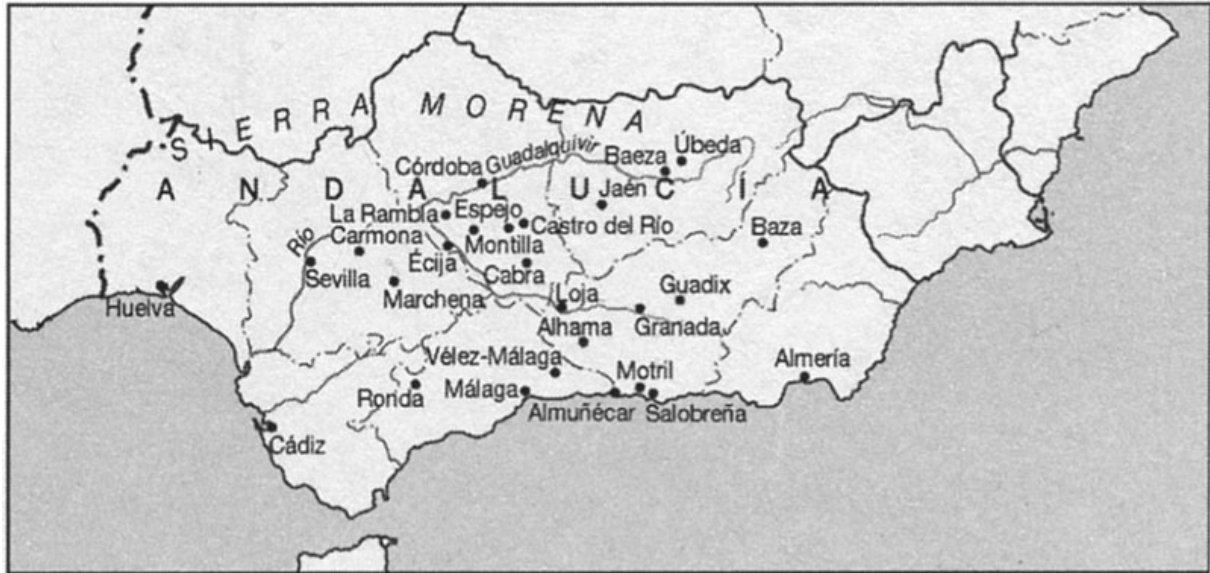 SIERRA MORENA
ANDALUCÍA
Río Guadalquivir
Córdoba
Baeza
Úbeda
Jaén
La Rambla
Espejo
Castro del Río
Carmona
Montilla
Baza
Écija
Sevilla
Cabra
Marchena
Loja
Guadix
Huelva
Alhama
Granada
Vélez-Málaga
Motril
Almería
Ronda
Málaga
Almuñécar
Salobreña
Cádiz